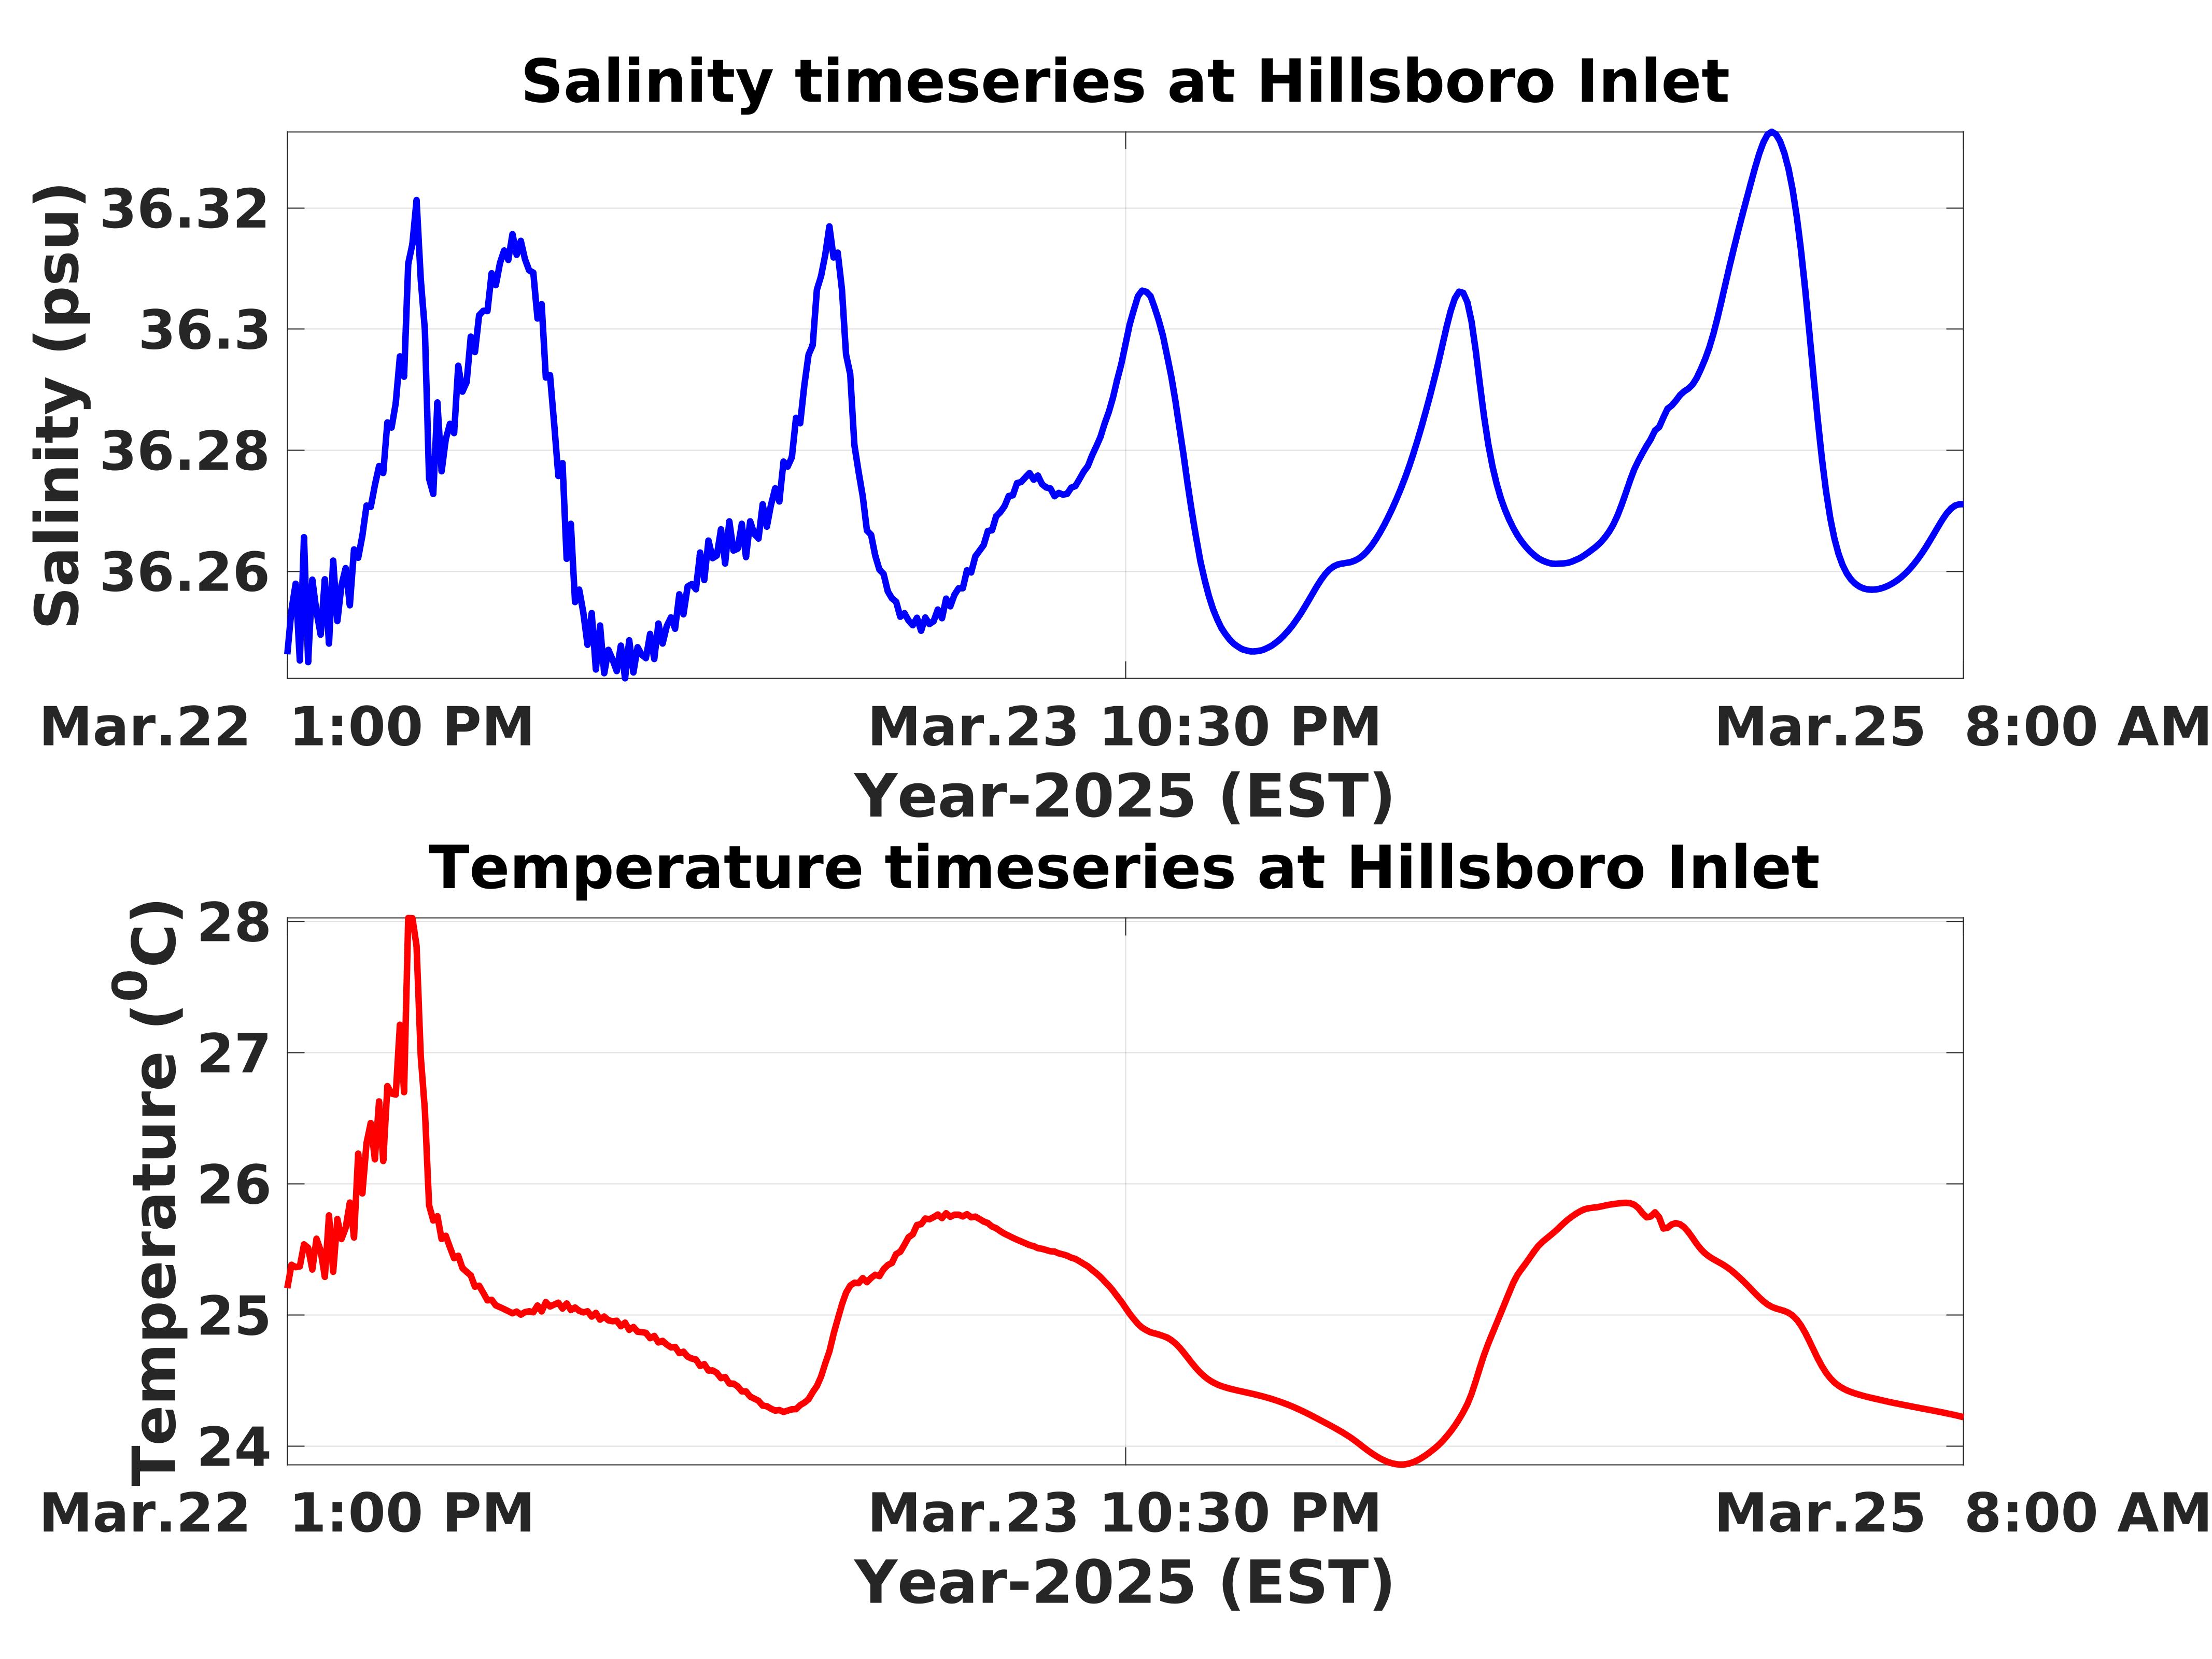 Salinity timeseries at Hillsboro Inlet
Salinity (psu)
36.32
36.3
36.28
36.26
Mar.22 1:00 PM Mar.23 10:30 PM Mar.25 8:00 AM
Year-2025 (EST)
Temperature timeseries at Hillsboro Inlet
Temperature (⁰C)
28
27
26
25
24
Mar.22 1:00 PM Mar.23 10:30 PM Mar.25 8:00 AM
Year-2025 (EST)